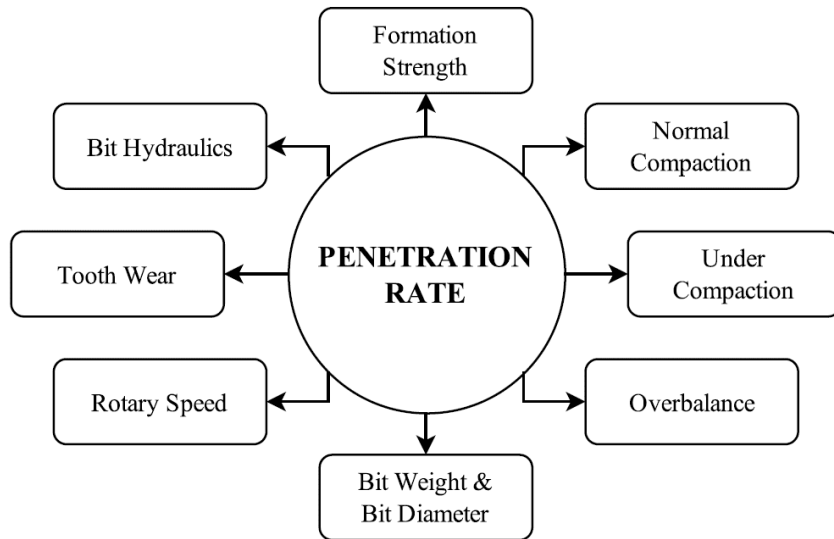 Formation
Strength
Bit Hydraulics
Normal
Compaction
PENETRATION
RATE
Tooth Wear
Under
Compaction
Rotary Speed
Overbalance
Bit Weight &
Bit Diameter